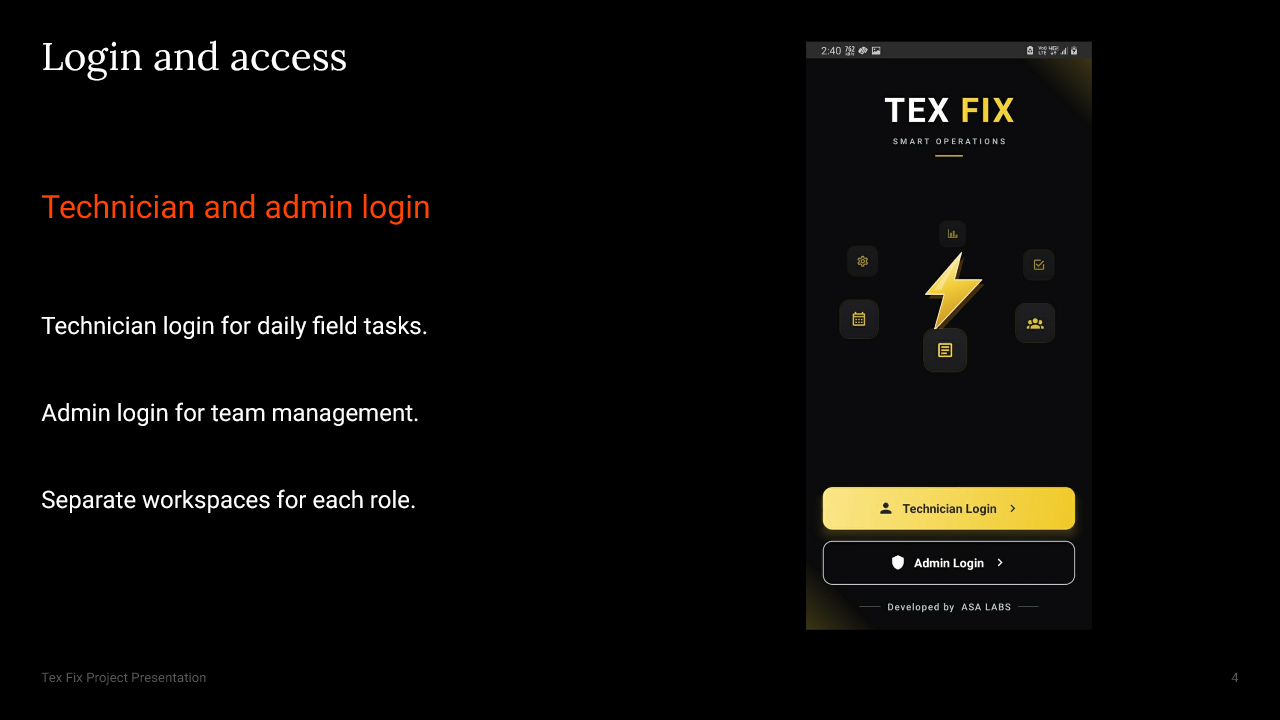 Login and access
Technician and admin login
Technician login for daily field tasks.
Admin login for team management.
Separate workspaces for each role.
2:40
TEX FIX
SMART OPERATIONS
Technician Login
Admin Login
Developed by ASA LABS
Tex Fix Project Presentation
4